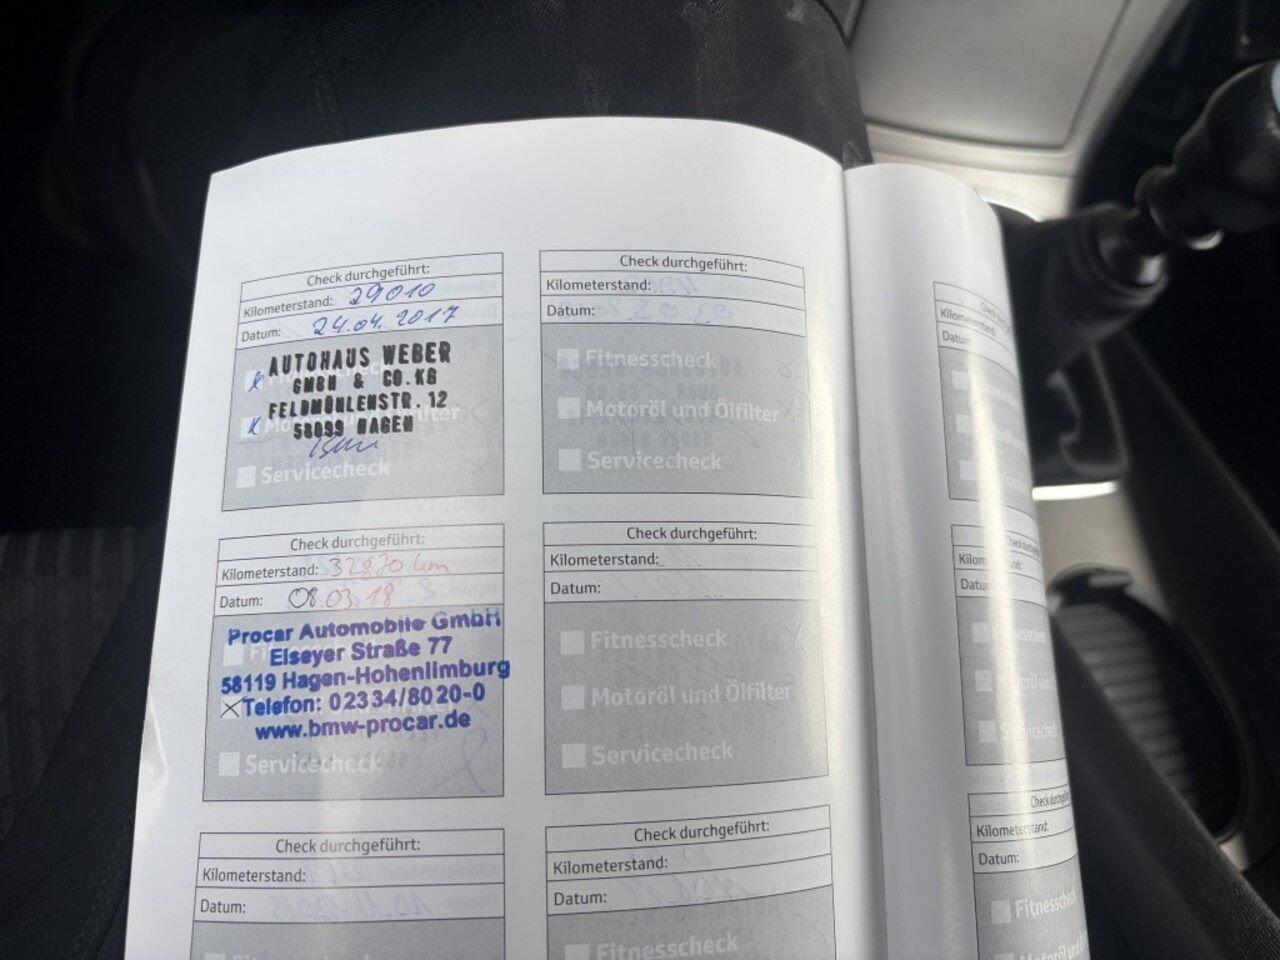 Check durchgeführt:
Kilometerstand: 29010
Datum: 24.04.2017
AUTOHAUS WEBER
GMBH & CO.KG
FELDMÜHLENSTR.12
58099 HAGEN
Servicecheck
Check durchgeführt:
Kilometerstand:
Datum:
Fitnesscheck
Motoröl und Ölfilter
Servicecheck
Check durchgeführt:
Kilometerstand: 32870 km
Datum: 08.03.18
Procar Automobile GmbH
Elseyer Straße 77
58119 Hagen-Hohenlimburg
Telefon: 02334/8020-0
www.bmw-procar.de
Servicecheck
Check durchgeführt:
Kilometerstand:
Datum:
Fitnesscheck
Motoröl und Ölfilter
Servicecheck
Check durchgeführt:
Kilometerstand:
Datum:
Check durchgeführt:
Kilometerstand:
Datum:
Fitnesscheck
Kilometerstand:
Datum:
Fitnesscheck